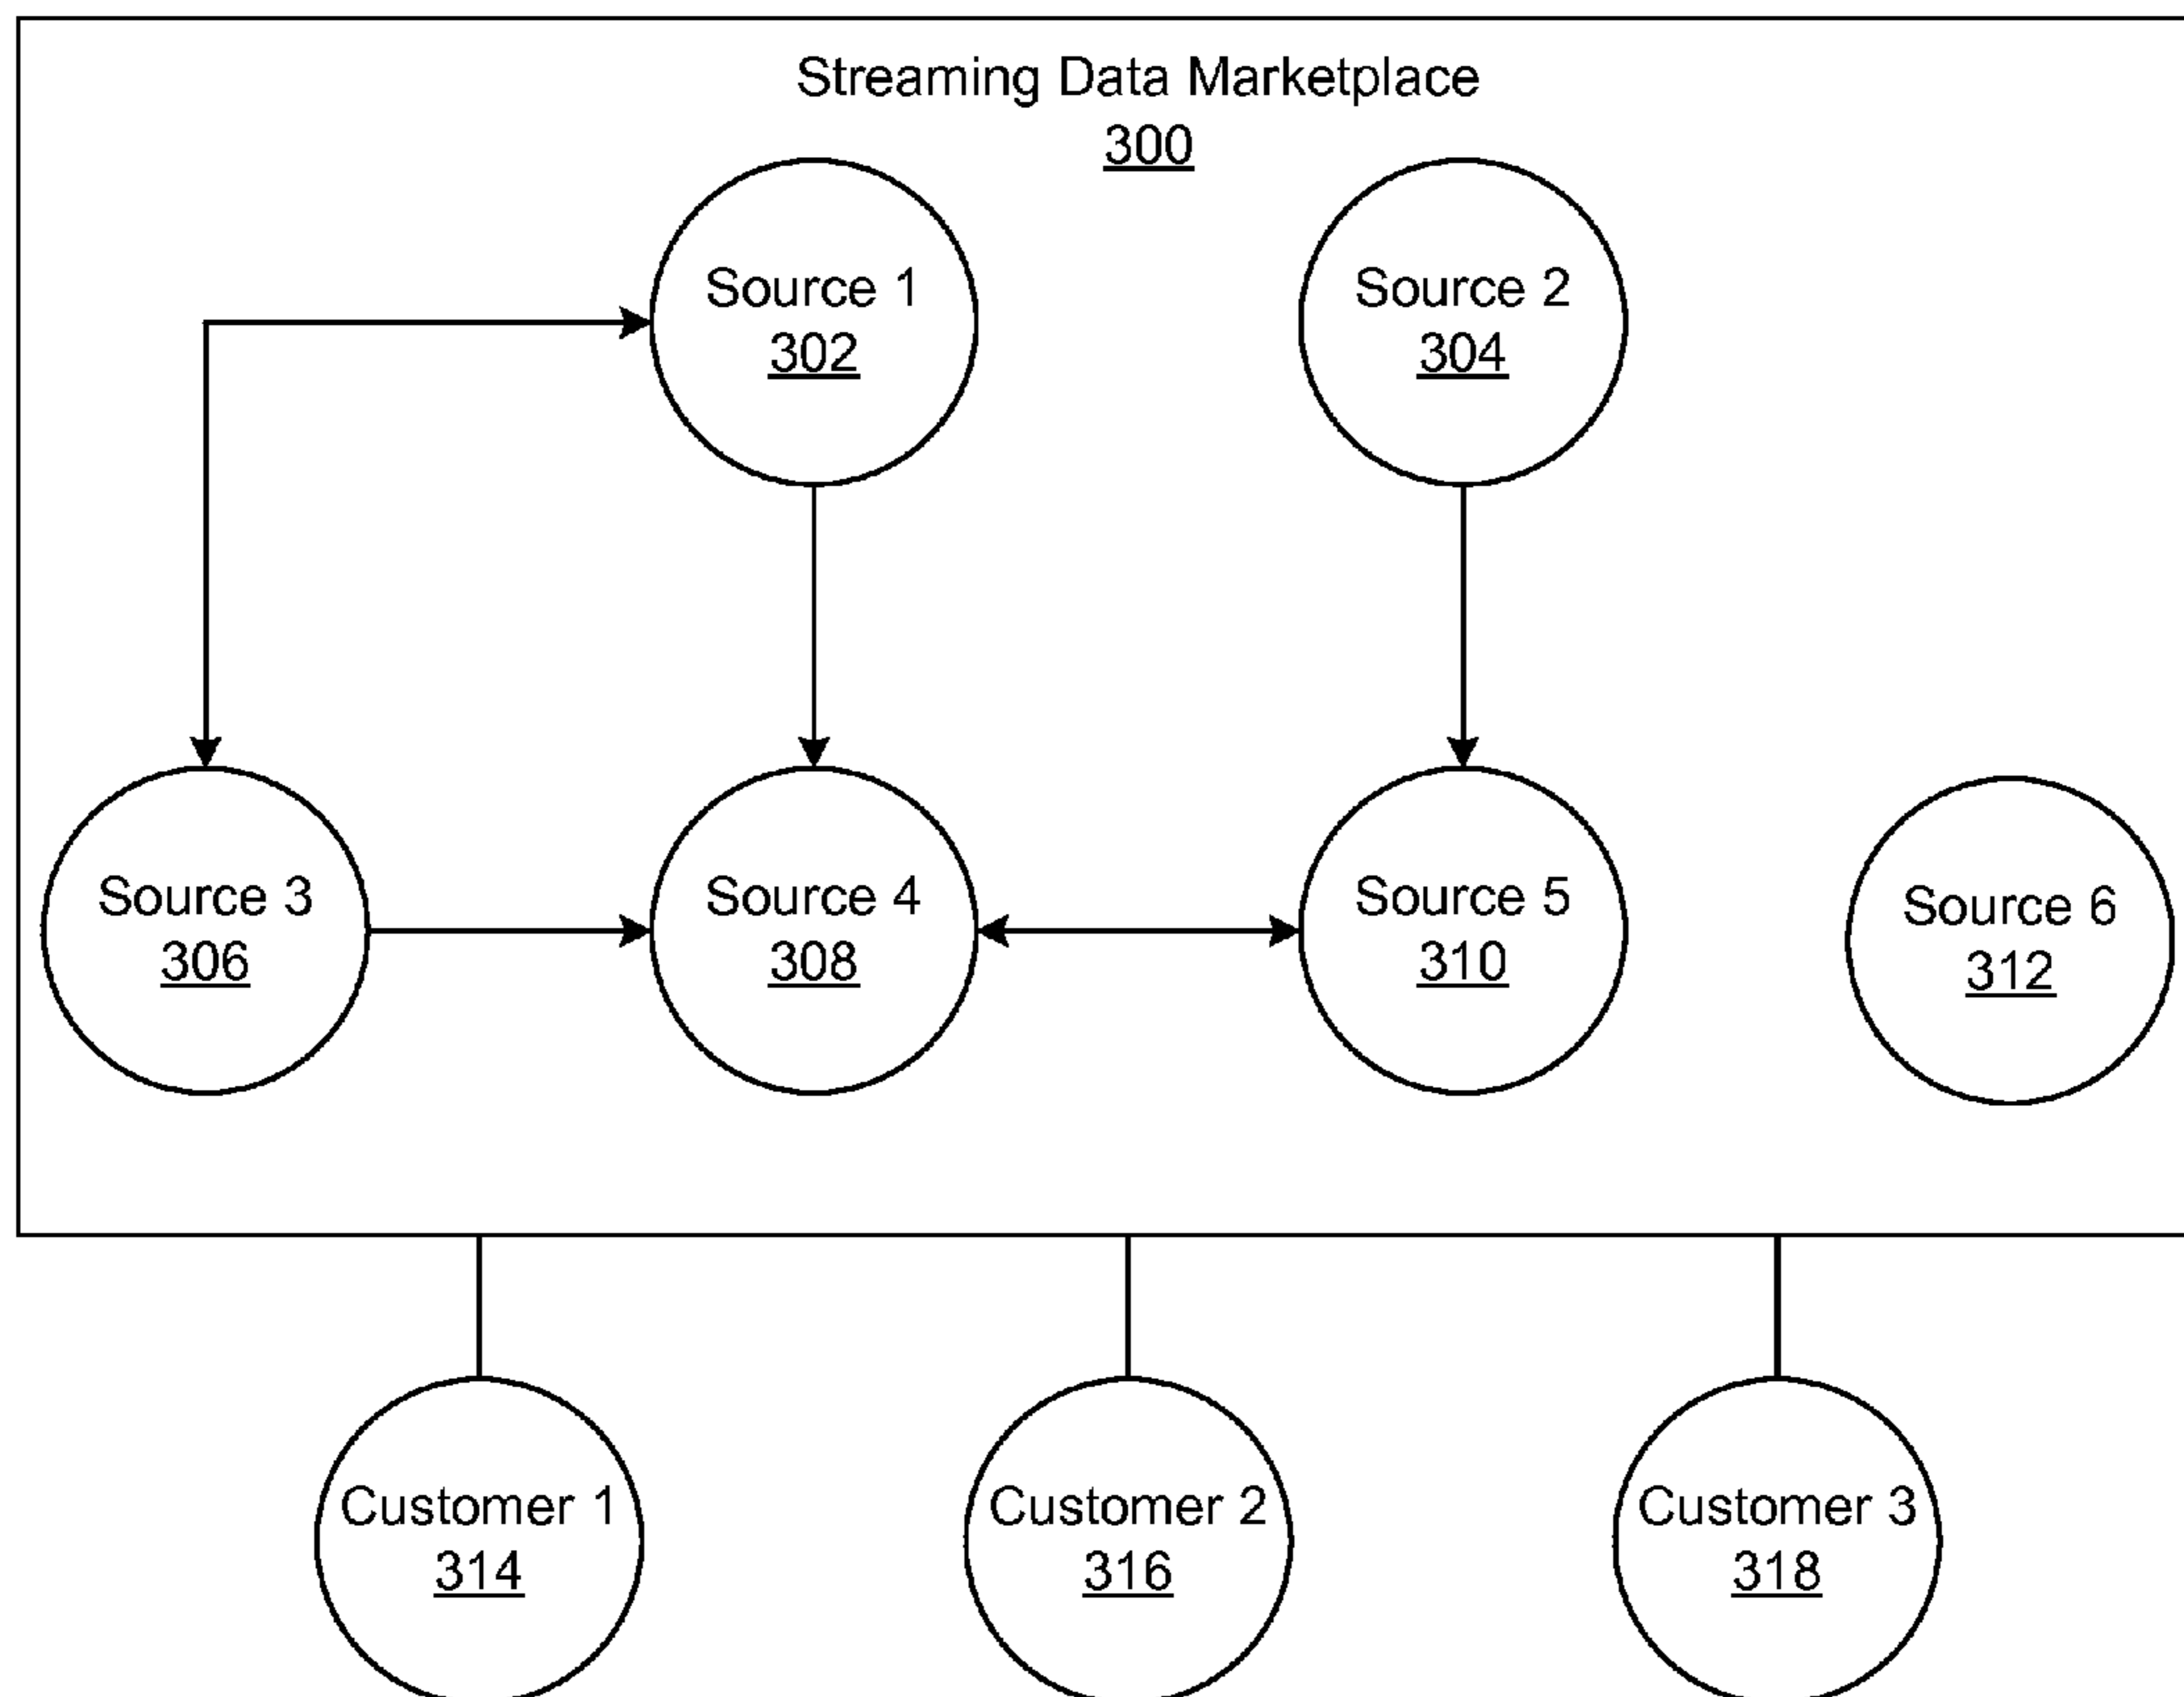 Streaming Data Marketplace
300
Source 1
302
Source 2
304
Source 3
306
Source 4
308
Source 5
310
Source 6
312
Customer 1
314
Customer 2
316
Customer 3
318